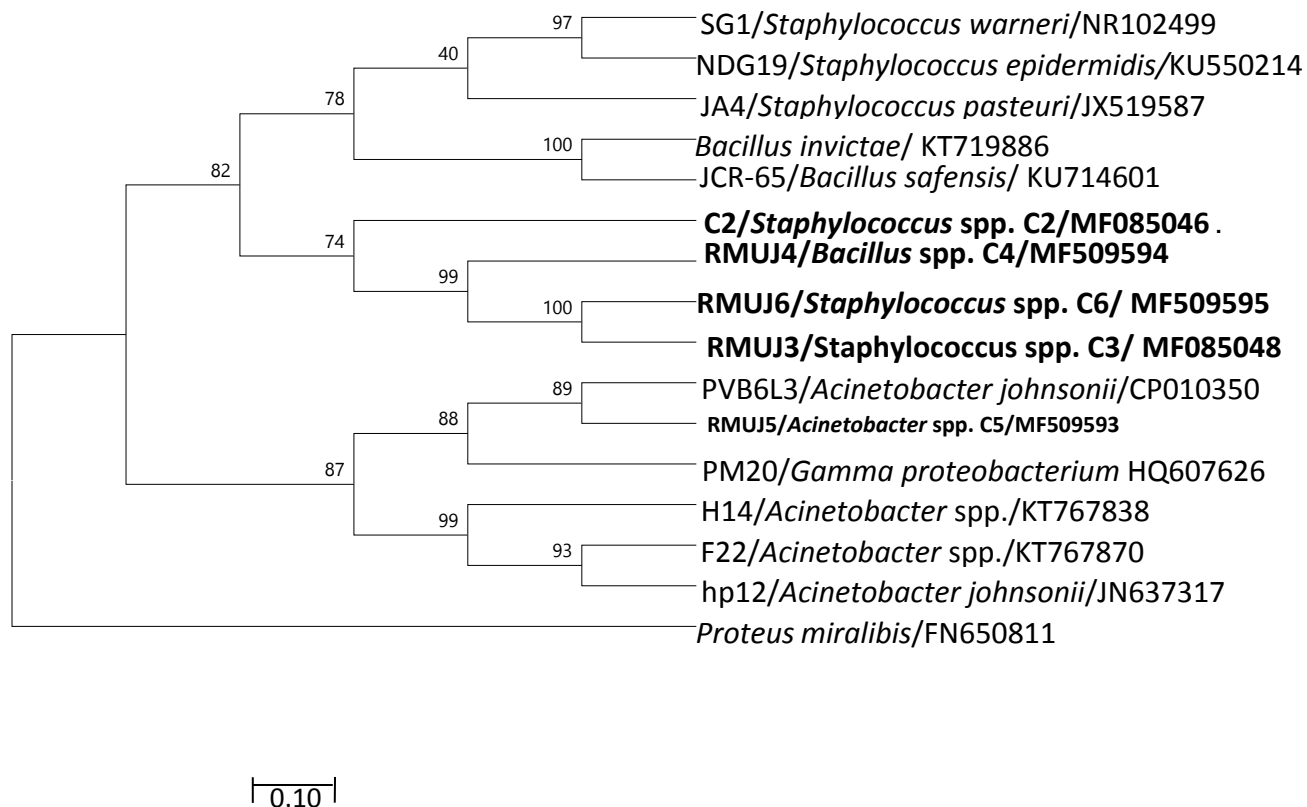 97
SG1/Staphylococcus warneri/NR102499
40
NDG19/Staphylococcus epidermidis/KU550214
78
JA4/Staphylococcus pasteuri/JX519587
100
Bacillus invictae/ KT719886
82
JCR-65/Bacillus safensis/ KU714601
C2/Staphylococcus spp. C2/MF085046 .
74
RMUJ4/Bacillus spp. C4/MF509594
99
RMUJ6/Staphylococcus spp. C6/ MF509595
100
RMUJ3/Staphylococcus spp. C3/ MF085048
89
PVB6L3/Acinetobacter johnsonii/CP010350
88
RMUJ5/Acinetobacter spp. C5/MF509593
87
PM20/Gamma proteobacterium HQ607626
99
H14/Acinetobacter spp./KT767838
93
F22/Acinetobacter spp./KT767870
hp12/Acinetobacter johnsonii/JN637317
Proteus miralibis/FN650811
0.10